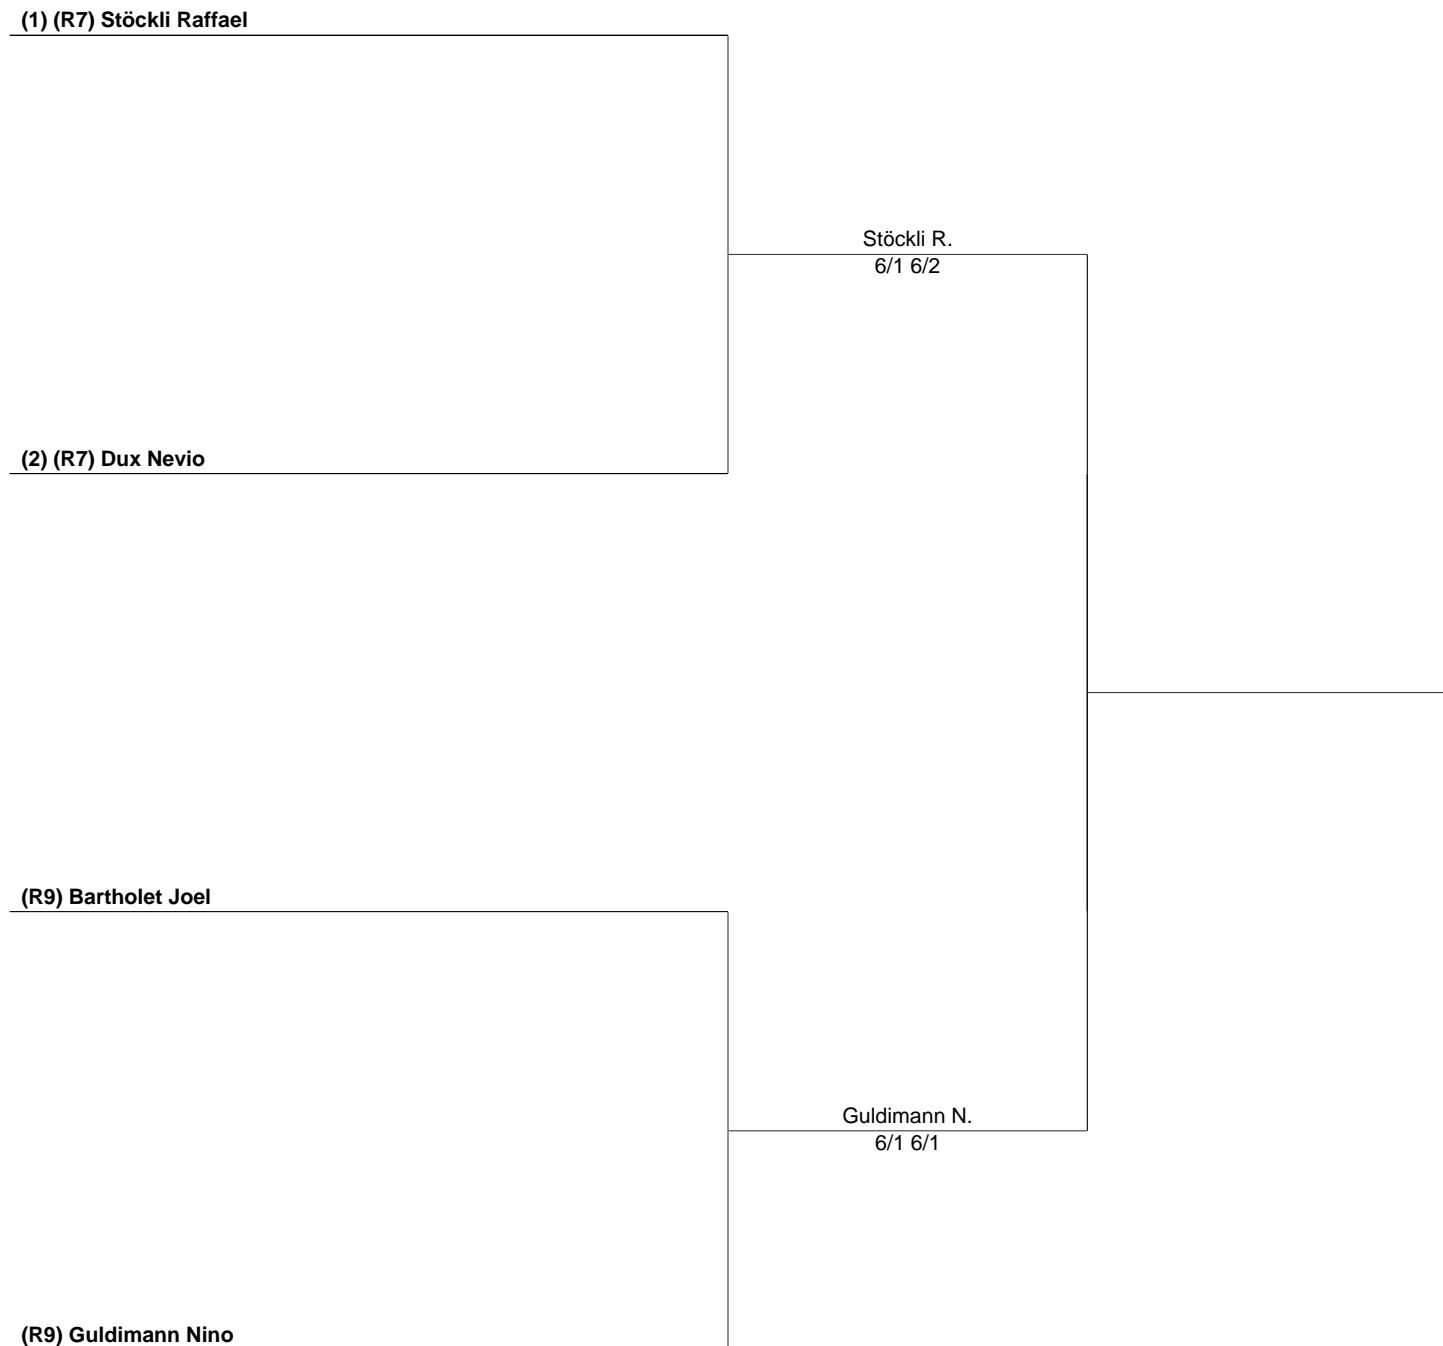 (1) (R7) Stöckli Raffael
Stöckli R.
6/1 6/2
(2) (R7) Dux Nevio
(R9) Bartholet Joel
Guldimann N.
6/1 6/1
(R9) Guldimann Nino